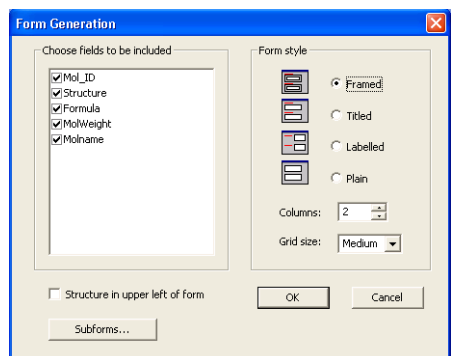 Form Generation
Choose fields to be included
Mol_ID
Structure
Formula
MolWeight
Molname
Form style
Framed
Titled
Labelled
Plain
Columns: 2
Grid size: Medium
Structure in upper left of form
OK Cancel
Subforms...